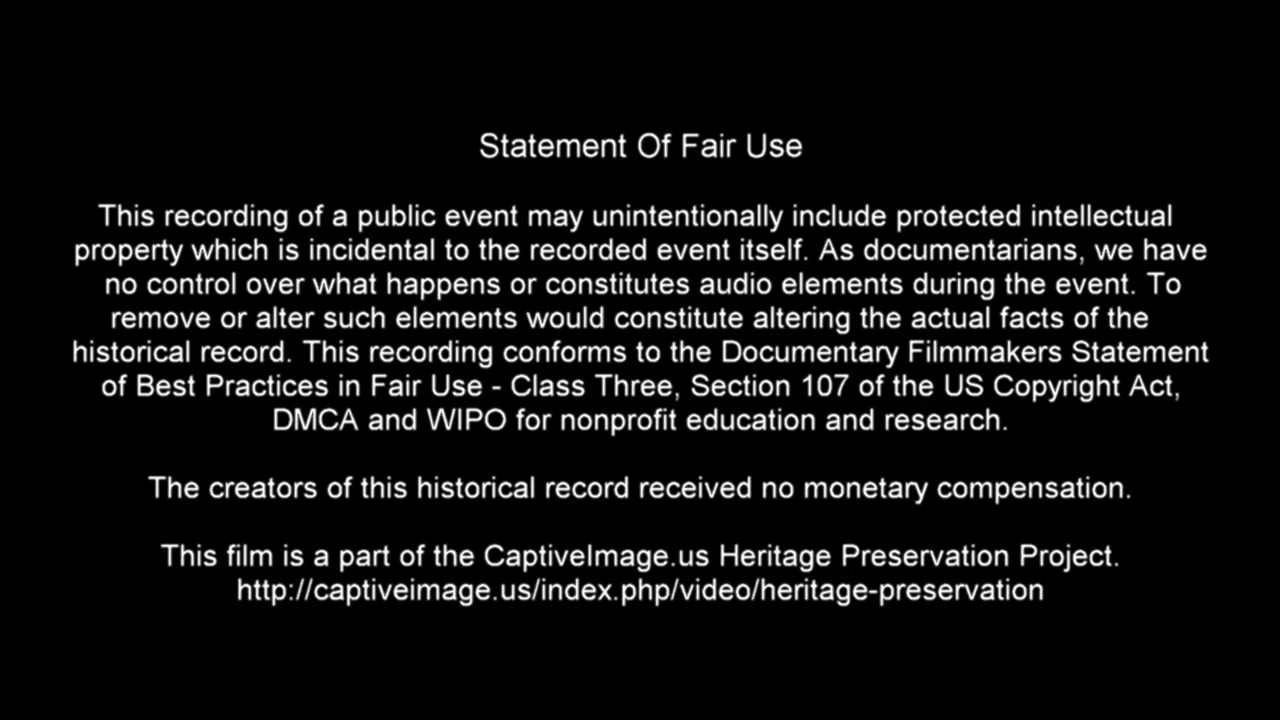 Statement Of Fair Use
This recording of a public event may unintentionally include protected intellectual
property which is incidental to the recorded event itself. As documentarians, we have
no control over what happens or constitutes audio elements during the event. To
remove or alter such elements would constitute altering the actual facts of the
historical record. This recording conforms to the Documentary Filmmakers Statement
of Best Practices in Fair Use - Class Three, Section 107 of the US Copyright Act,
DMCA and WIPO for nonprofit education and research.
The creators of this historical record received no monetary compensation.
This film is a part of the CaptiveImage.us Heritage Preservation Project.
http://captiveimage.us/index.php/video/heritage-preservation